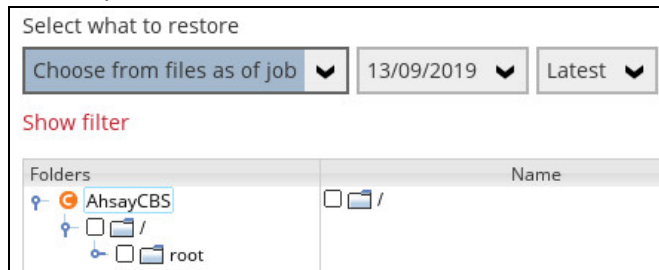 Select what to restore
Choose from files as of job 13/09/2019 Latest
Show filter
Folders Name
AhsayCBS /
/
root